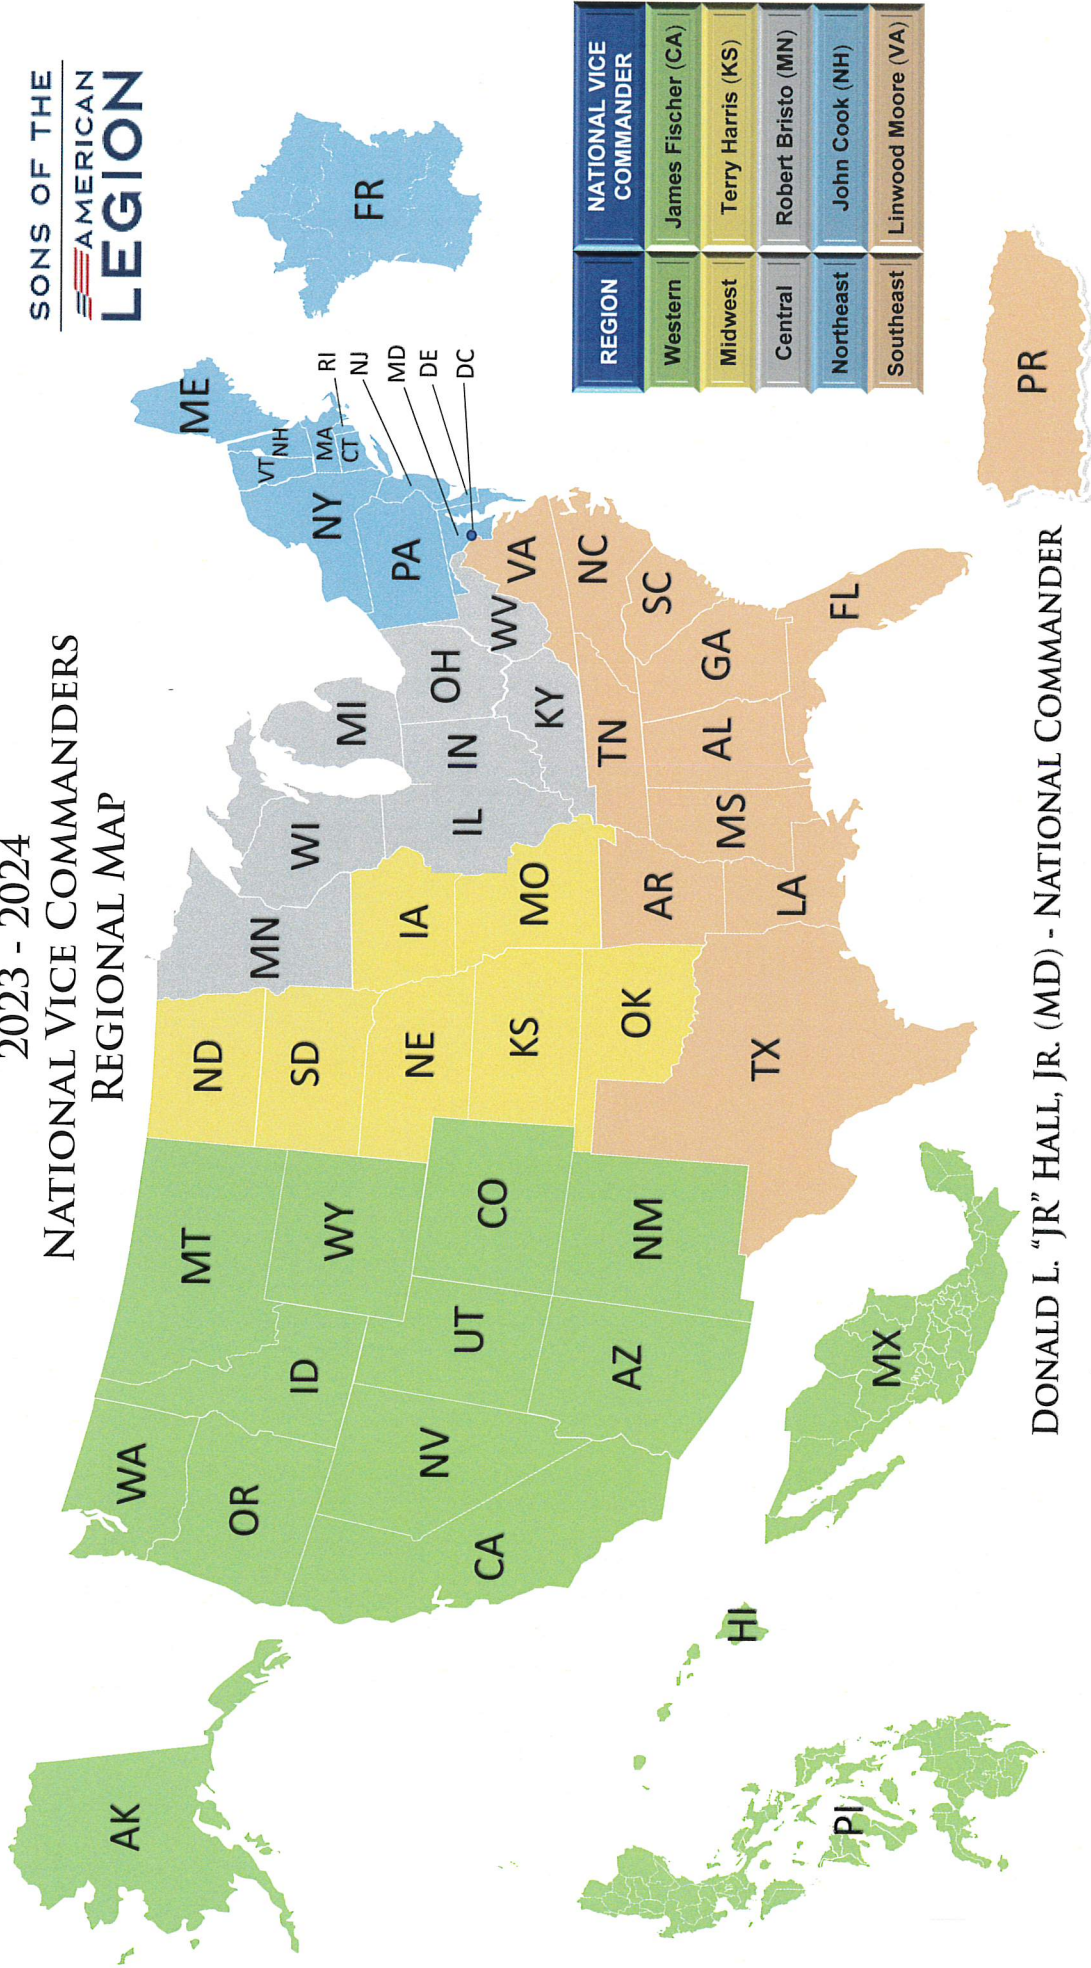 2023 - 2024
NATIONAL VICE COMMANDERS
REGIONAL MAP
SONS OF THE
AMERICAN
LEGION
AK
WA
OR
CA
NV
ID
MT
WY
UT
CO
AZ
NM
HI
PI
MX
ND
SD
NE
KS
OK
IA
MO
MN
WI
IL
IN
MI
OH
KY
WV
TX
AR
LA
MS
AL
TN
GA
FL
SC
NC
VA
PR
PA
NY
VT
NH
ME
MA
CT
RI
NJ
MD
DE
DC
FR
REGION NATIONAL VICE COMMANDER
Western James Fischer (CA)
Midwest Terry Harris (KS)
Central Robert Bristo (MN)
Northeast John Cook (NH)
Southeast Linwood Moore (VA)
DONALD L. “JR” HALL, JR. (MD) - NATIONAL COMMANDER